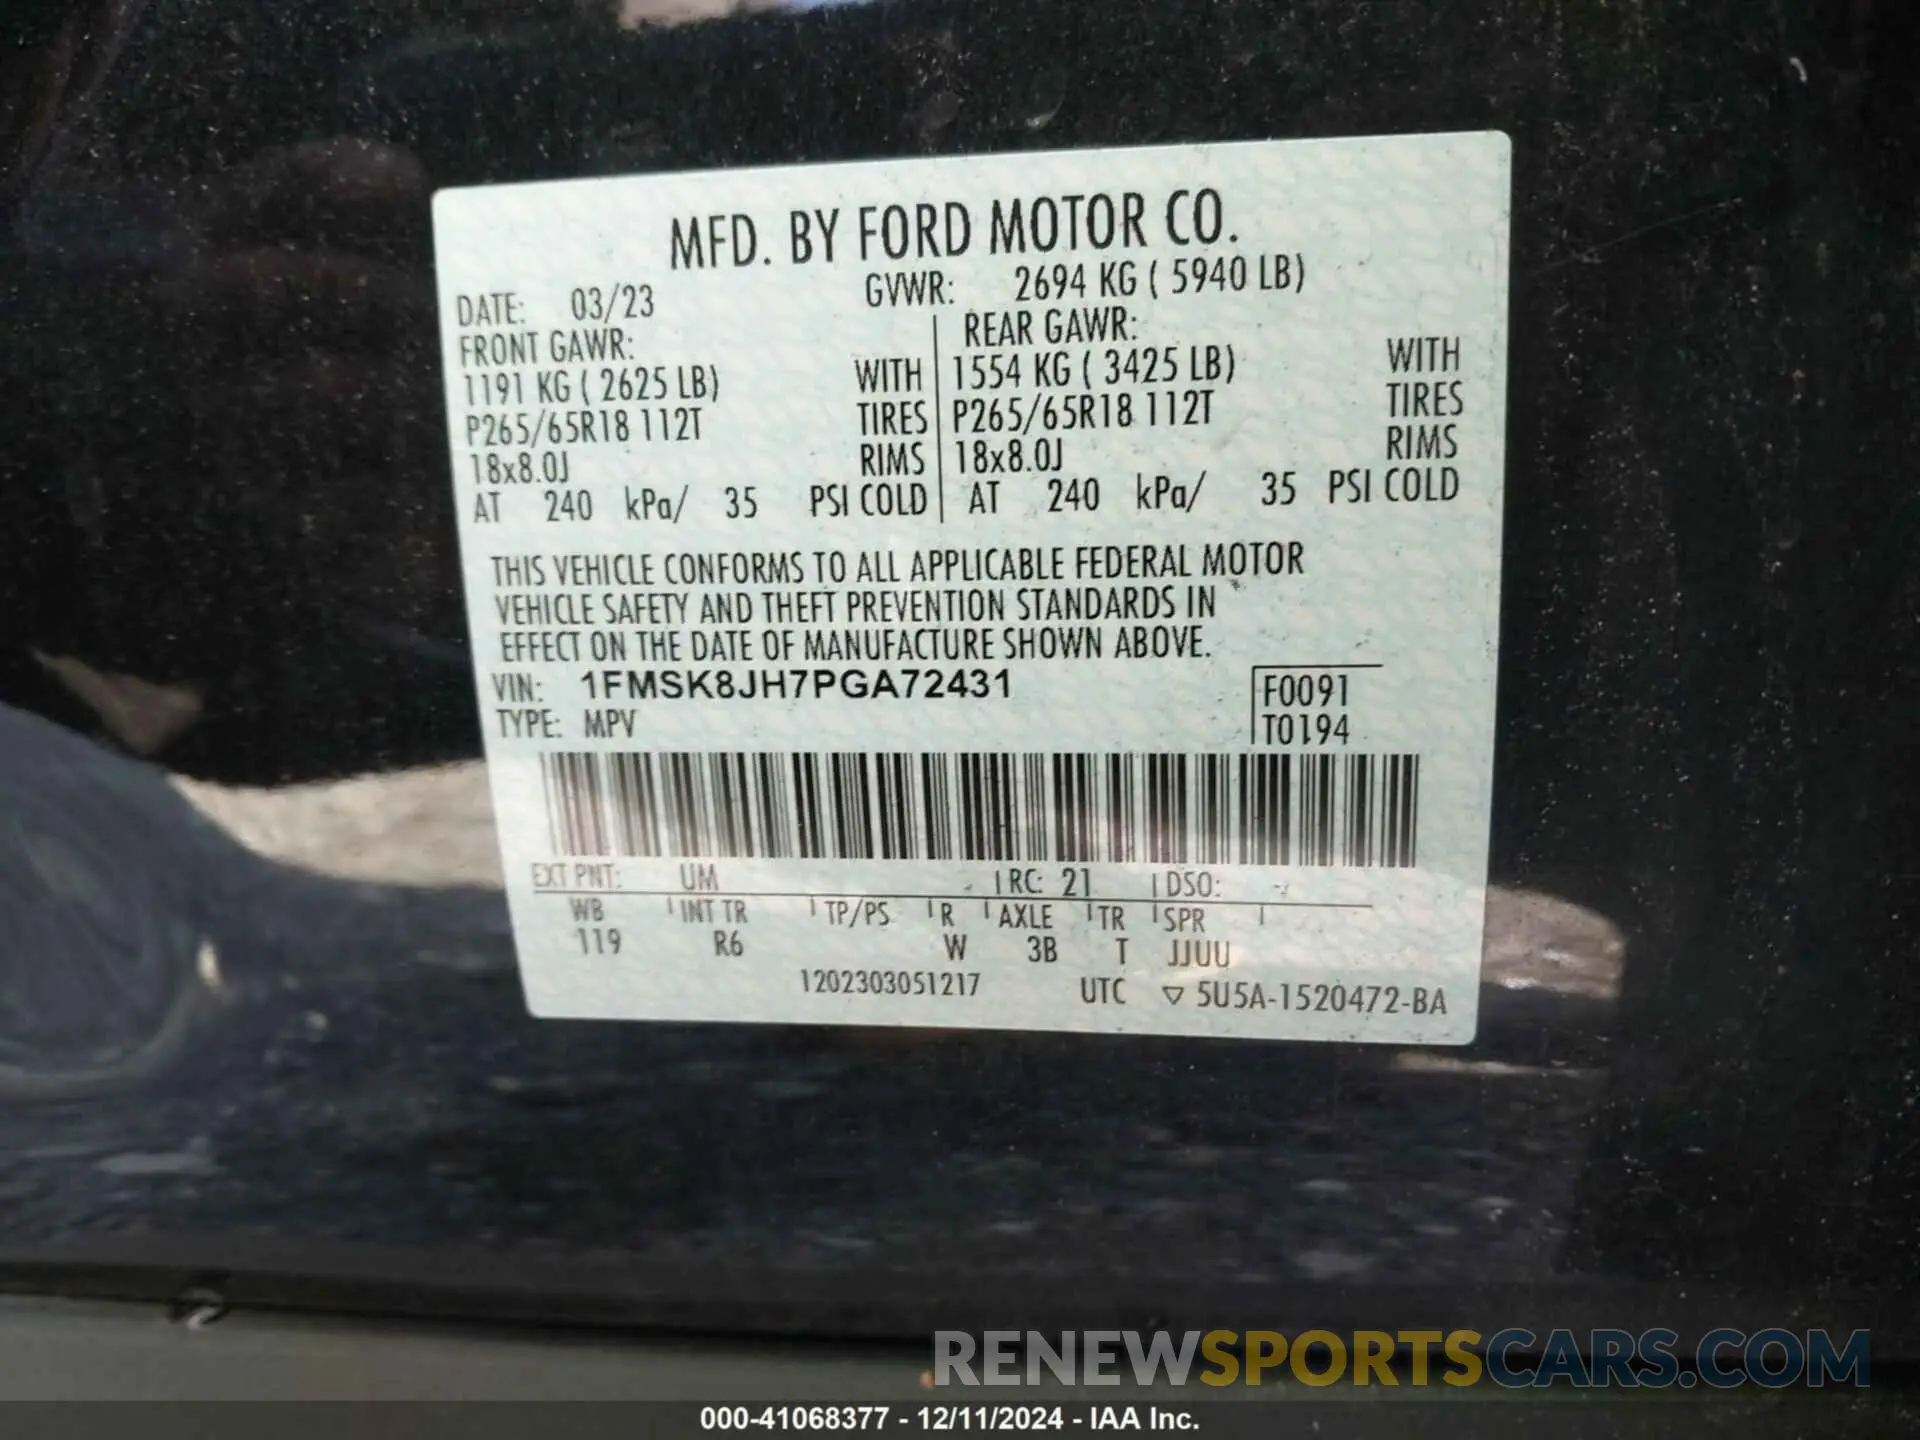 MFD. BY FORD MOTOR CO.
DATE: 03/23 GVWR: 2694 KG ( 5940 LB)
FRONT GAWR: REAR GAWR:
1191 KG ( 2625 LB) WITH 1554 KG ( 3425 LB) WITH
P265/65R18 112T TIRES P265/65R18 112T TIRES
18x8.0J RIMS 18x8.0J RIMS
AT 240 kPa/ 35 PSI COLD AT 240 kPa/ 35 PSI COLD
THIS VEHICLE CONFORMS TO ALL APPLICABLE FEDERAL MOTOR
VEHICLE SAFETY AND THEFT PREVENTION STANDARDS IN
EFFECT ON THE DATE OF MANUFACTURE SHOWN ABOVE.
VIN: 1FMSK8JH7PGA72431 F0091
TYPE: MPV T0194
EXT PNT: UM RC: 21 DSO:
WB INT TR TP/PS R AXLE TR SPR
119 R6 W 3B T JJUU
1202303051217 UTC ▽ 5U5A-1520472-BA
RENEWSPORTSCARS.COM
000-41068377 - 12/11/2024 - IAA Inc.